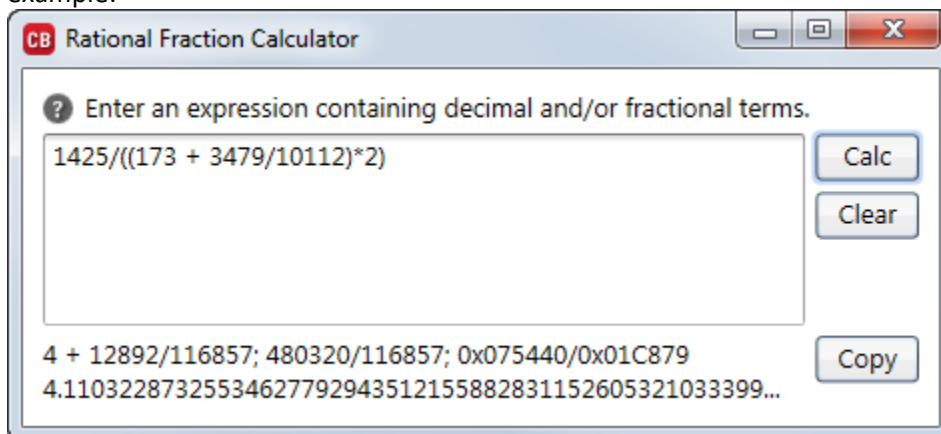 example:
CB Rational Fraction Calculator
? Enter an expression containing decimal and/or fractional terms.
1425/((173 + 3479/10112)*2)
Calc
Clear
4 + 12892/116857; 480320/116857; 0x075440/0x01C879
4.11032287325534627792943512155882831152605321033399...
Copy